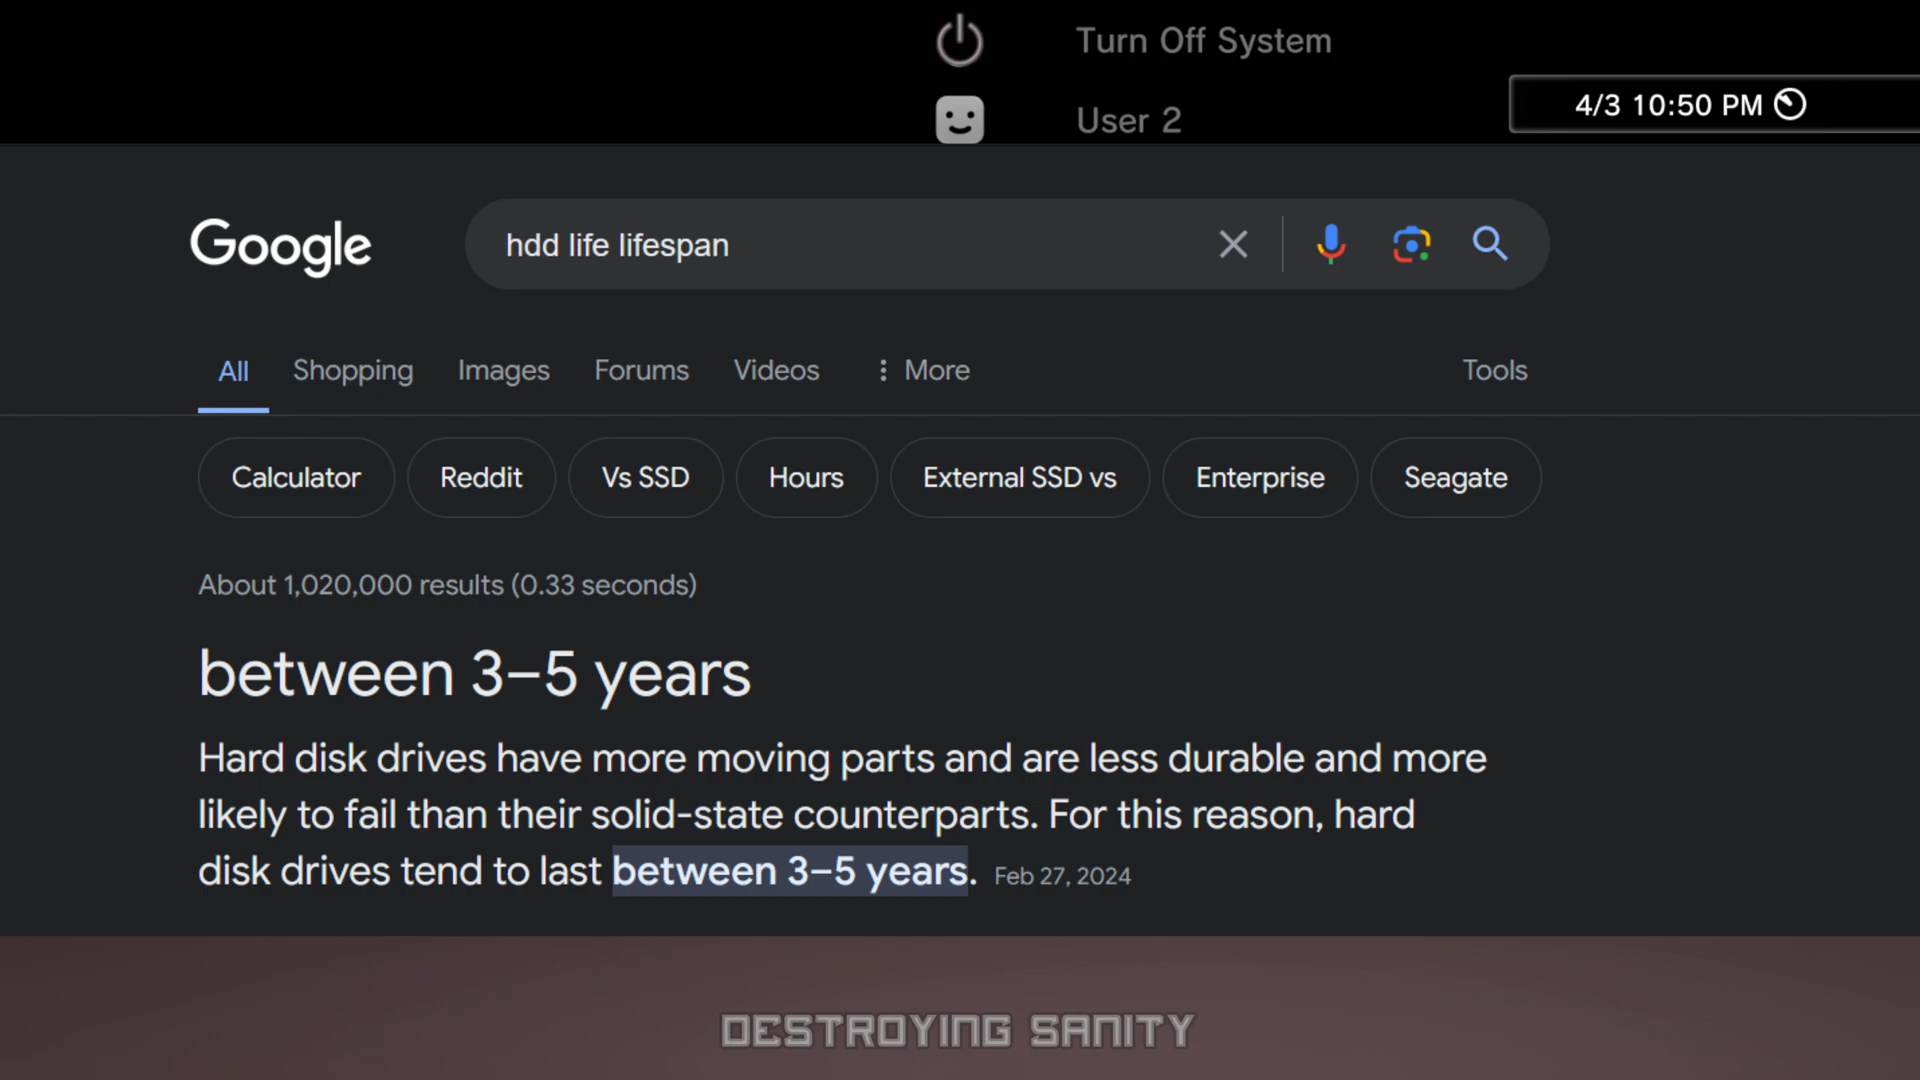 Turn Off System
4/3 10:50 PM
User 2
Google
hdd life lifespan
All Shopping Images Forums Videos More Tools
Calculator Reddit Vs SSD Hours External SSD vs Enterprise Seagate
About 1,020,000 results (0.33 seconds)
between 3–5 years
Hard disk drives have more moving parts and are less durable and more
likely to fail than their solid-state counterparts. For this reason, hard
disk drives tend to last between 3–5 years. Feb 27, 2024
DESTROYING SANITY